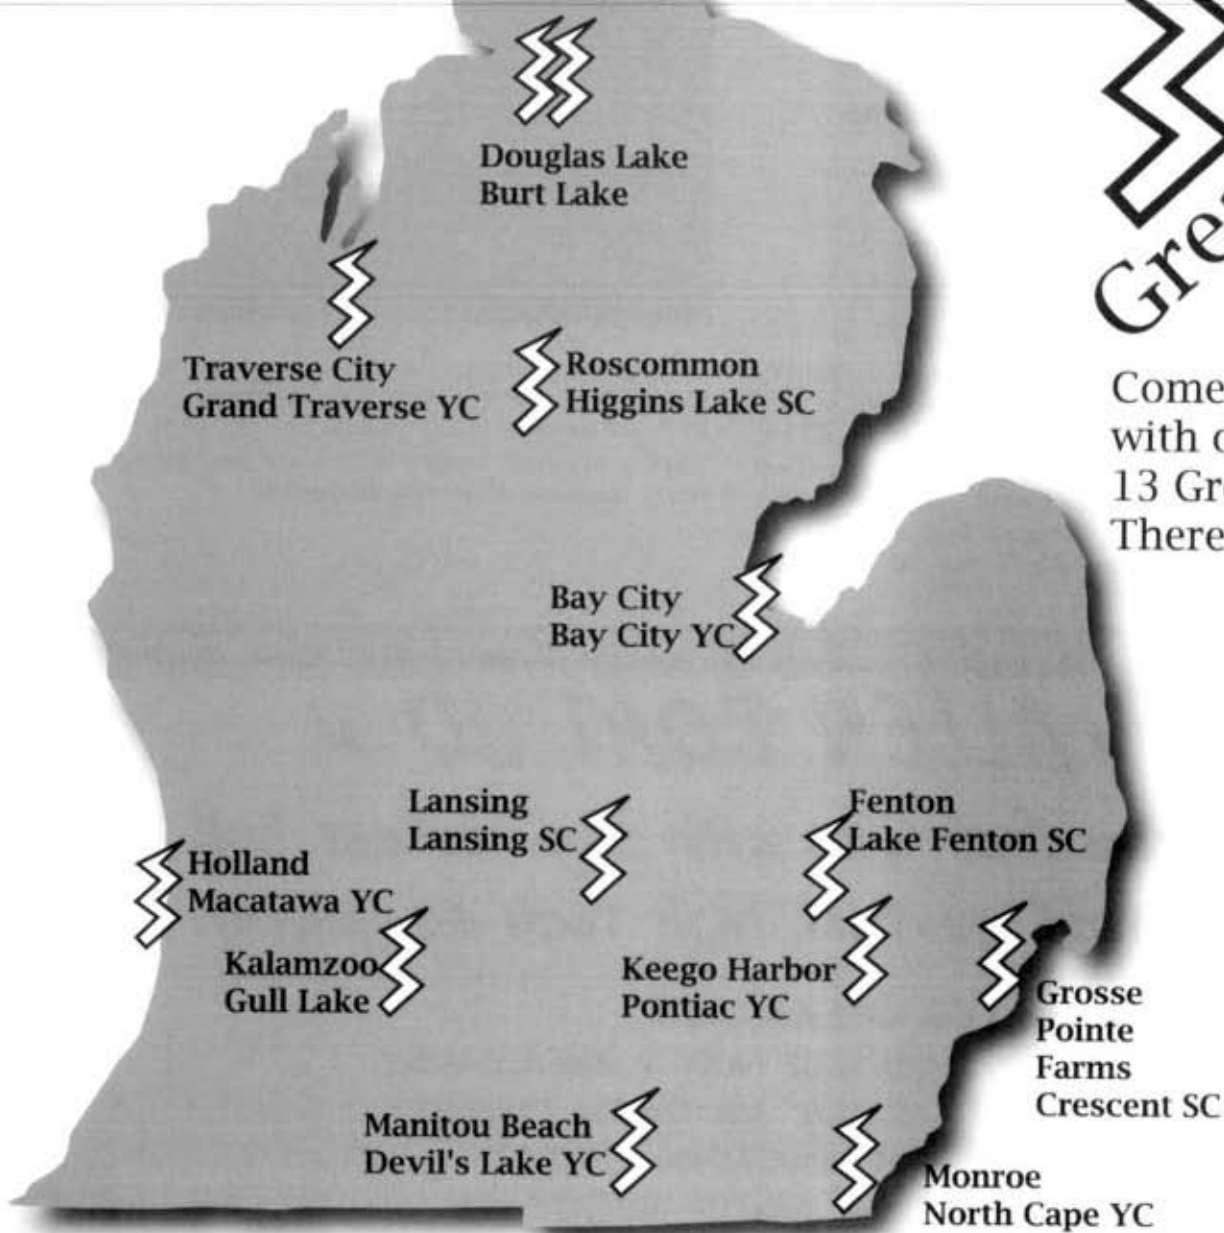 Douglas Lake
Burt Lake
Traverse City
Grand Traverse YC
Roscommon
Higgins Lake SC
Bay City
Bay City YC
Lansing
Lansing SC
Fenton
Lake Fenton SC
Holland
Macatawa YC
Kalamzoo
Gull Lake
Keego Harbor
Pontiac YC
Grosse
Pointe
Farms
Crescent SC
Manitou Beach
Devil's Lake YC
Monroe
North Cape YC
Come
13
There